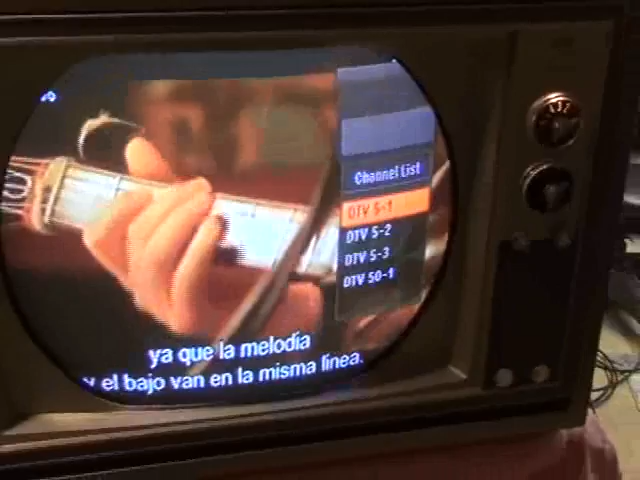 Channel List
DTV 5-1
DTV 5-2
DTV 5-3
DTV 50-1
ya que la melodía
y el bajo van en la misma línea.